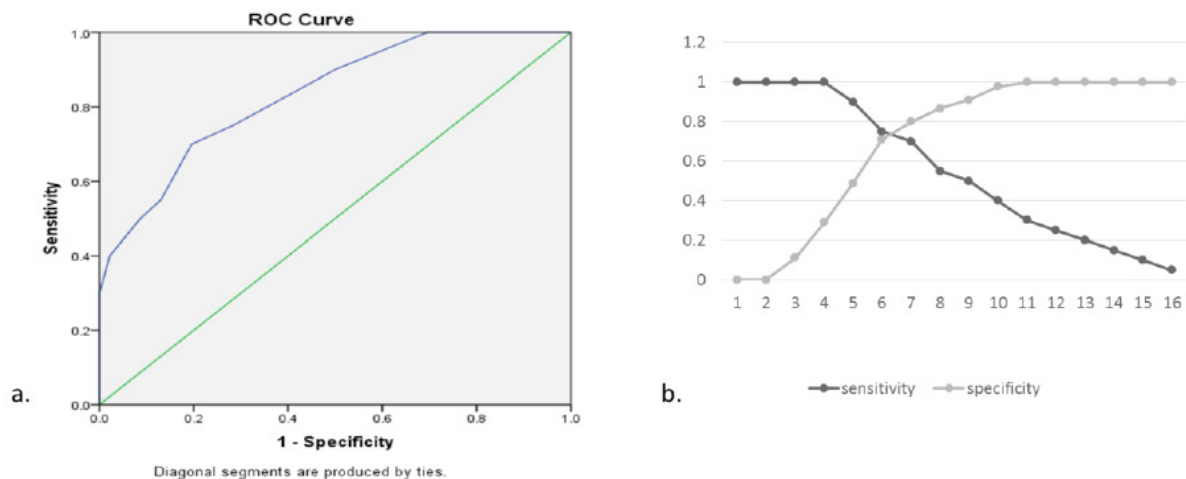 ROC Curve
Sensitivity
1.0
0.8
0.6
0.4
0.2
0.0
0.0 0.2 0.4 0.6 0.8 1.0
1 - Specificity
Diagonal segments are produced by ties.
a.
1.2
1
0.8
0.6
0.4
0.2
0
1 2 3 4 5 6 7 8 9 10 11 12 13 14 15 16
sensitivity specificity
b.